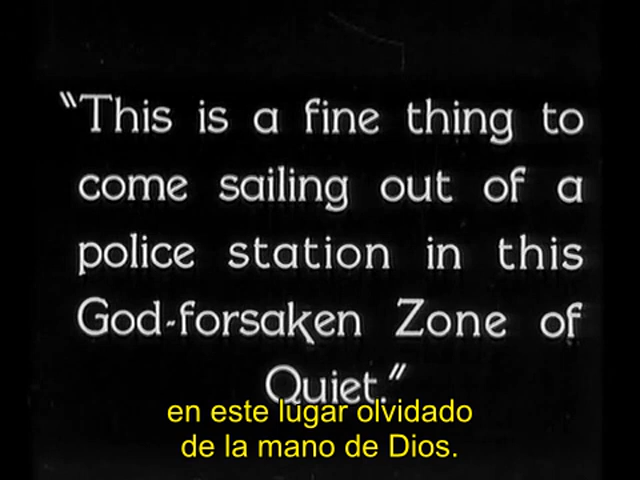 "This is a fine thing to
come sailing out of a
police station in this
God-forsaken Zone of
Quiet."
en este lugar olvidado
de la mano de Dios.